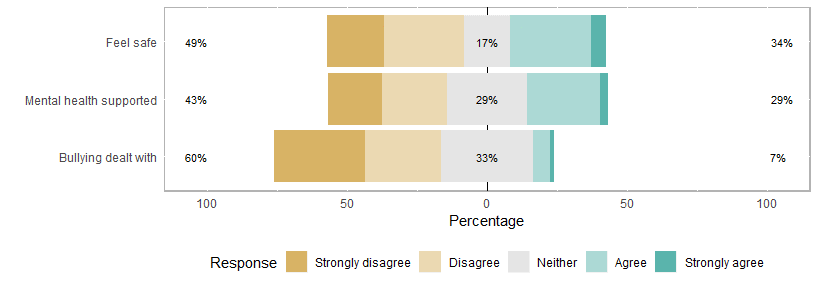 Feel safe 49% 17% 34%
Mental health supported 43% 29% 29%
Bullying dealt with 60% 33% 7%
100 50 0 50 100
Percentage
Response Strongly disagree Disagree Neither Agree Strongly agree